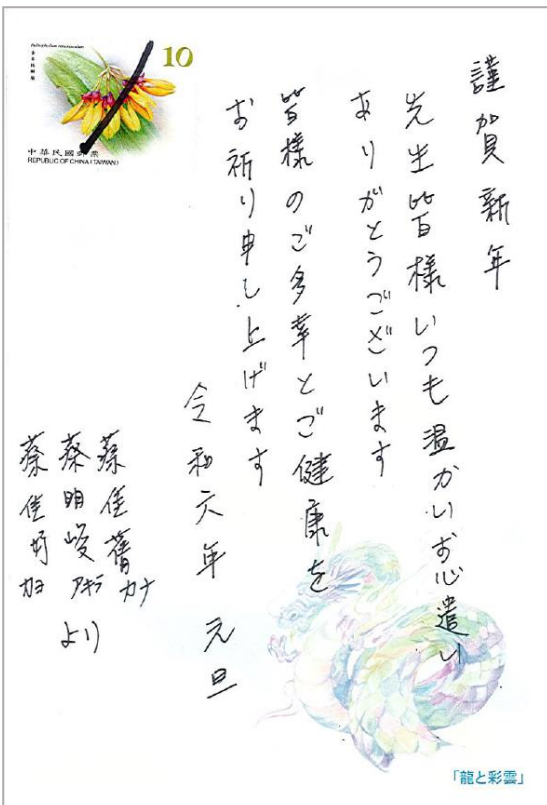 10
中華民國郵票
REPUBLIC OF CHINA (TAIWAN)
謹賀新年
先生皆様いつも温かいお心遣い
ありがとうございます
皆様のご多幸とご健康を
お祈り申し上げます
令和六年 元旦
蔡佳 カナ
蔡明峻 アキラ
蔡佳妤 カヨ
より
「龍と彩雲」